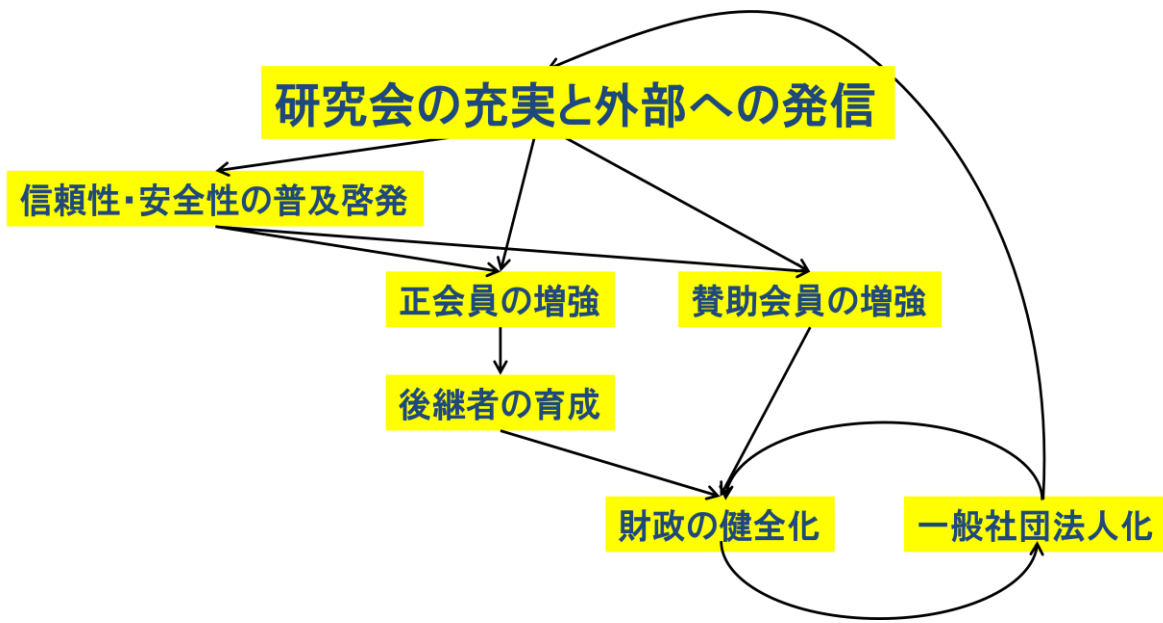 研究会の充実と外部への発信
信頼性・安全性の普及啓発
正会員の増強
賛助会員の増強
後継者の育成
財政の健全化
一般社団法人化